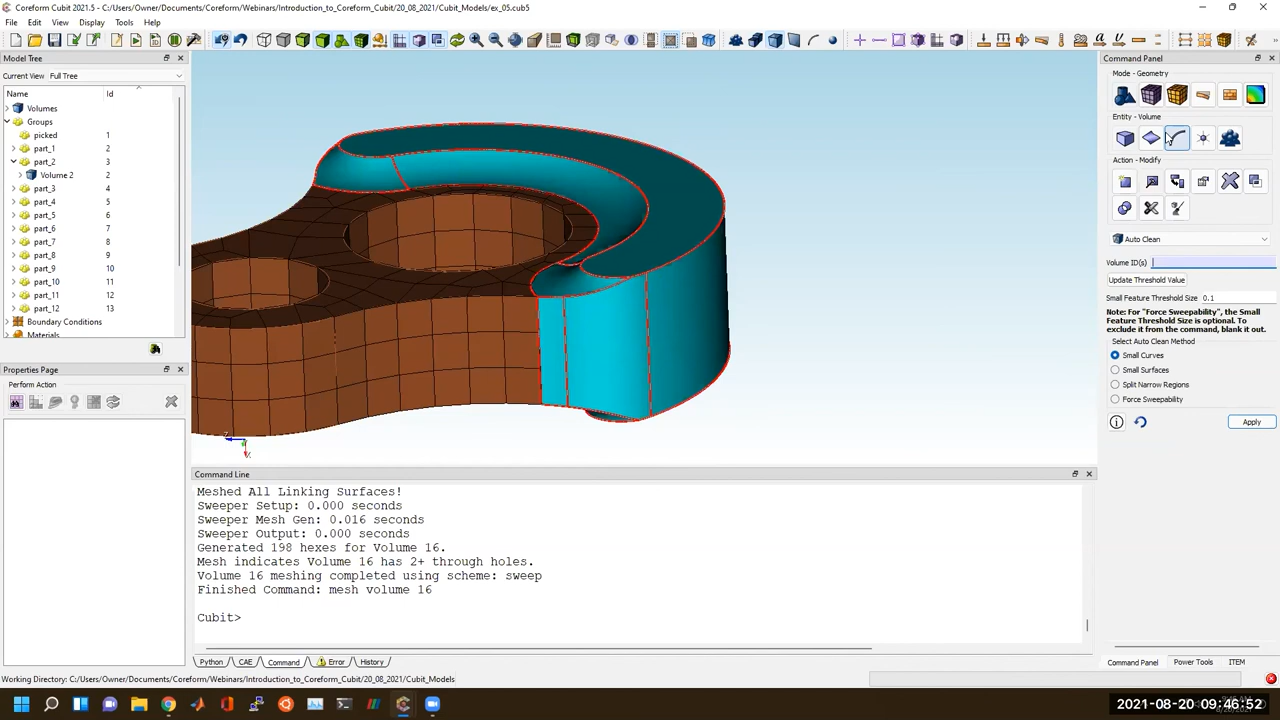 Coreform Cubit 2021.5 - C:/Users/Owner/Documents/Coreform/Webinars/Introduction_to_Coreform_Cubit/20_08_2021/Cubit_Models/ex_05.cub5
File Edit View Display Tools Help
Model Tree
Current View Full Tree
Name Id
Volumes
Groups
picked 1
part_1 2
part_2 3
Volume 2 2
part_3 4
part_4 5
part_5 6
part_6 7
part_7 8
part_8 9
part_9 10
part_10 11
part_11 12
part_12 13
Boundary Conditions
Materials
Properties Page
Perform Action
Command Line
Meshed All Linking Surfaces!
Sweeper Setup: 0.000 seconds
Sweeper Mesh Gen: 0.016 seconds
Sweeper Output: 0.000 seconds
Generated 198 hexes for Volume 16.
Mesh indicates Volume 16 has 2+ through holes.
Volume 16 meshing completed using scheme: sweep
Finished Command: mesh volume 16
Cubit>
Python CAE Command Error History
Command Panel
Mode - Geometry
Entity - Volume
Action - Modify
Auto Clean
Volume ID(s)
Update Threshold Value
Small Feature Threshold Size 0.1
Note: For "Force Sweepability", the Small
Feature Threshold Size is optional. To
exclude it from the command, blank it out.
Select Auto Clean Method
Small Curves
Small Surfaces
Split Narrow Regions
Force Sweepability
Apply
Command Panel Power Tools ITEM
Working Directory: C:/Users/Owner/Documents/Coreform/Webinars/Introduction_to_Coreform_Cubit/20_08_2021/Cubit_Models
2021-08-20 09:46:52